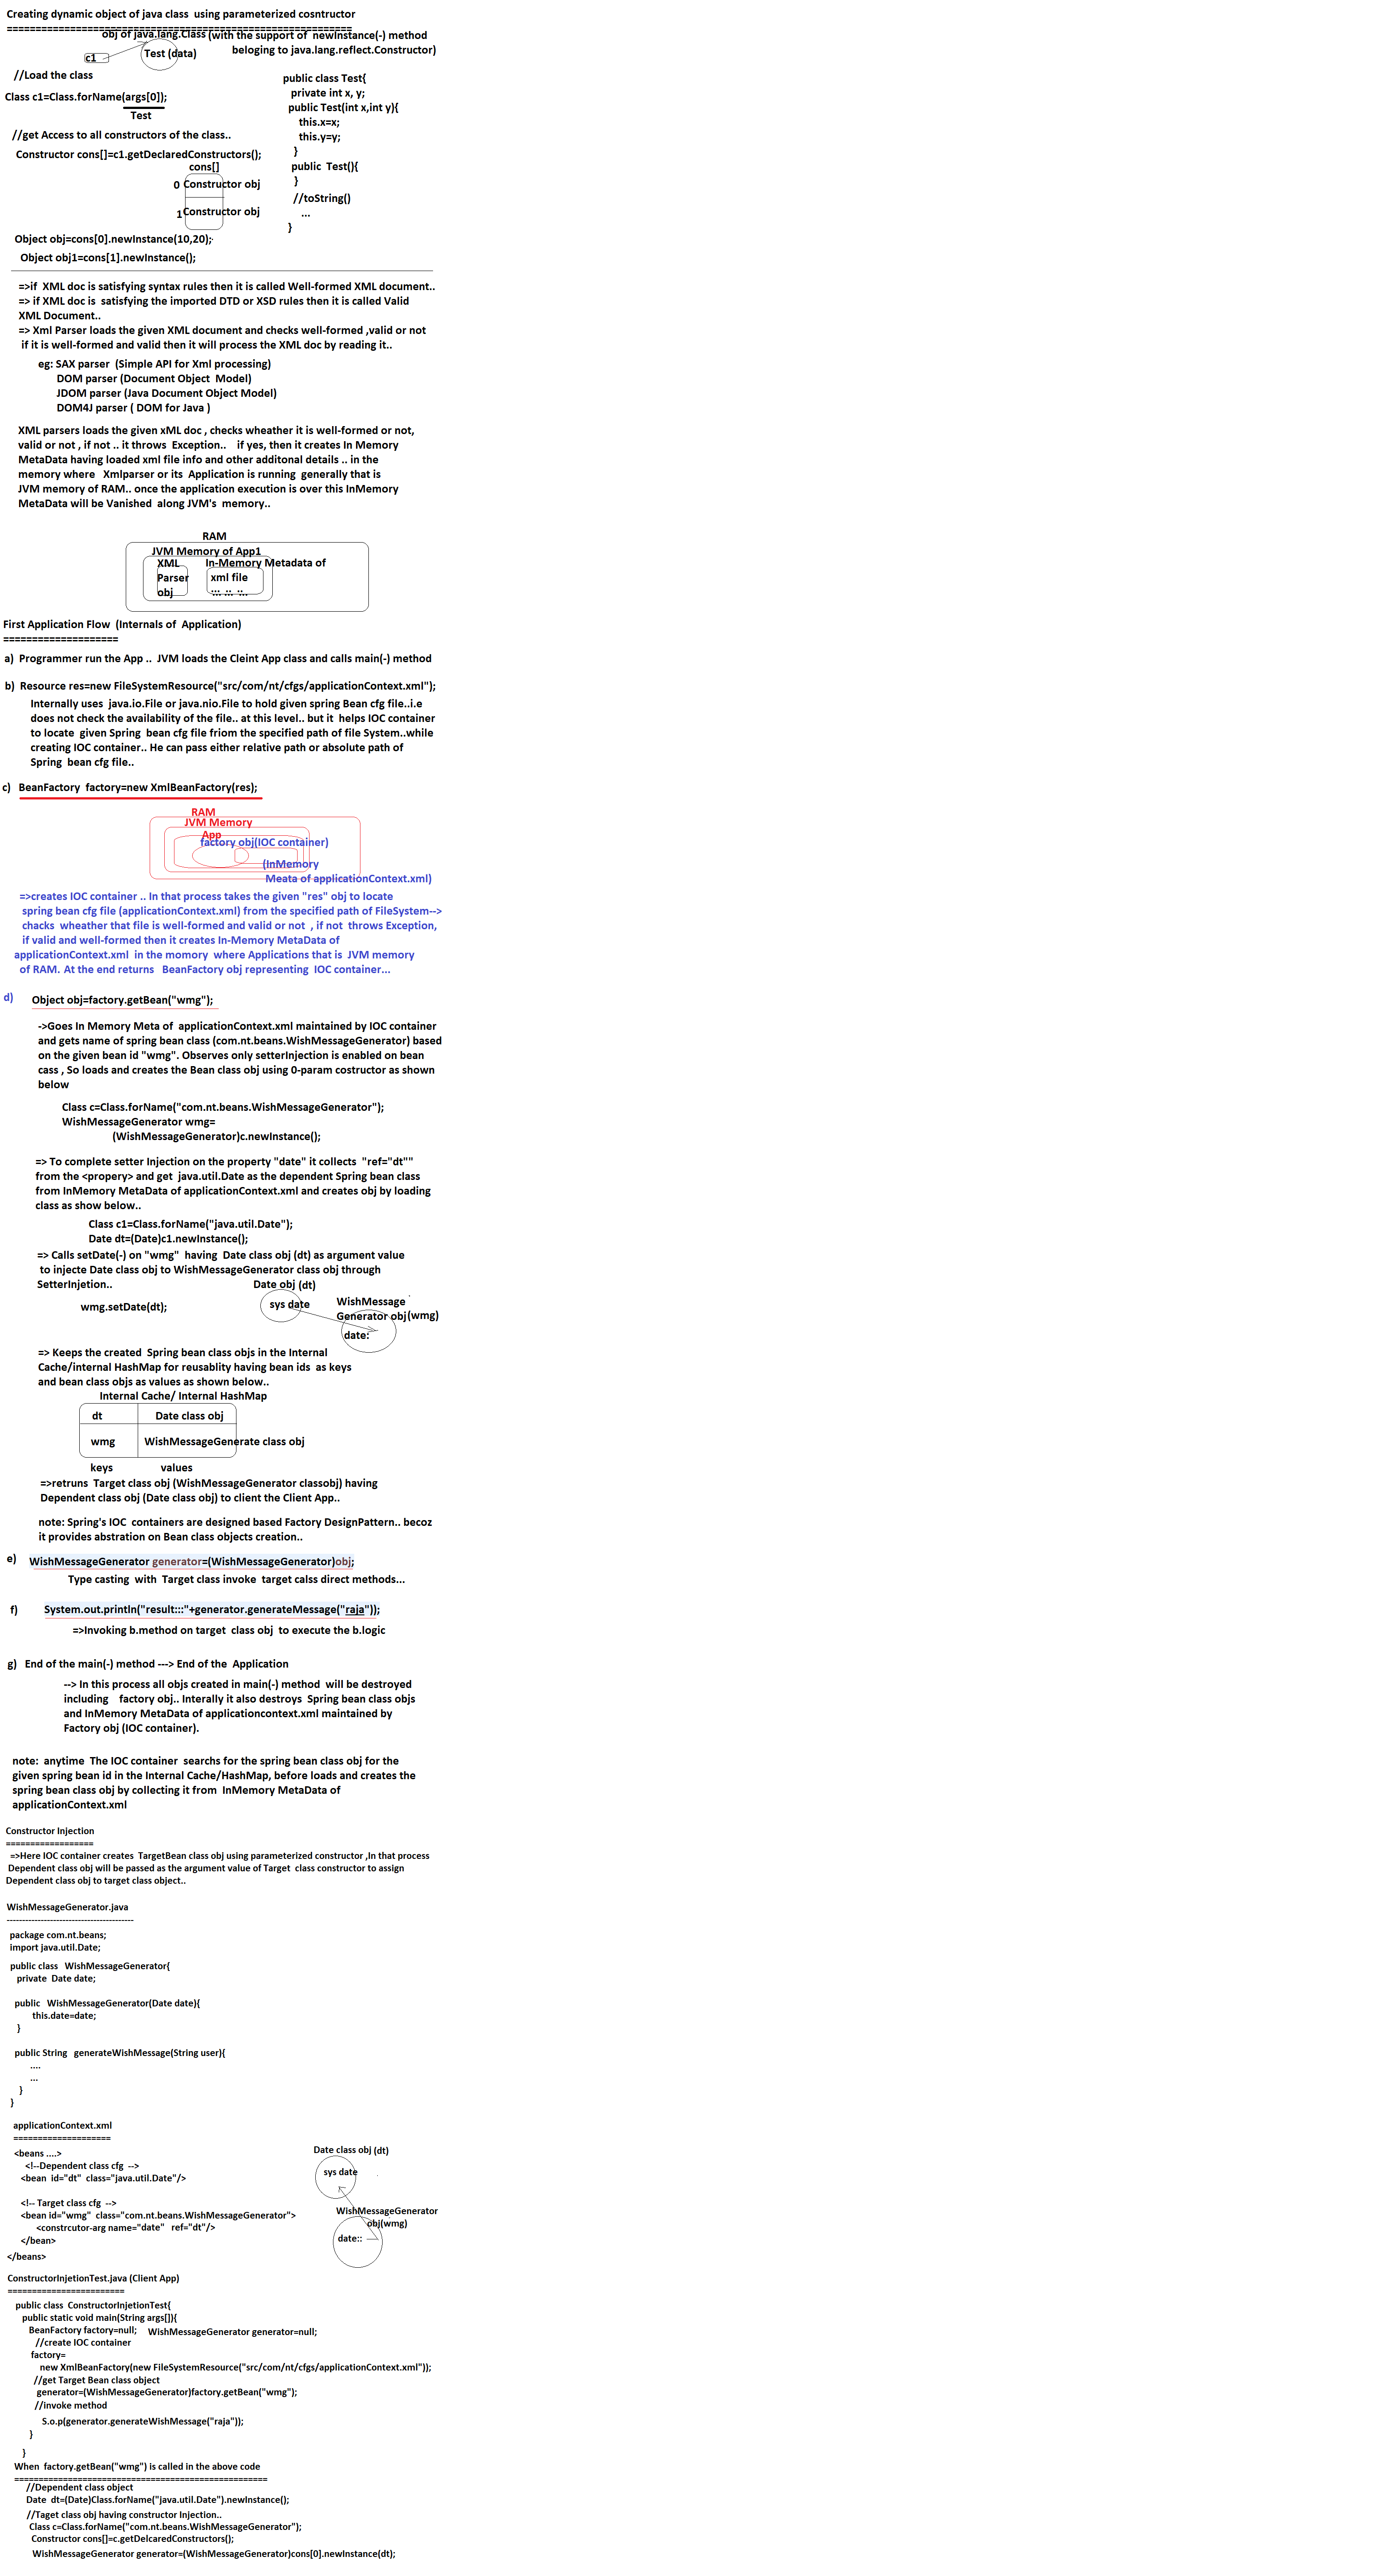 Creating dynamic object of java class  using parameterized cosntructor
============================================================
obj of java.lang.Class (with the support of  newInstance(-) method
beloging to java.lang.reflect.Constructor)
c1
Test (data)
//Load the class
Class c1=Class.forName(args[0]);
Test
//get Access to all constructors of the class..
Constructor cons[]=c1.getDeclaredConstructors();
cons[]
0 Constructor obj
1 Constructor obj
Object obj=cons[0].newInstance(10,20);
Object obj1=cons[1].newInstance();
public class Test{
private int x, y;
public Test(int x,int y){
this.x=x;
this.y=y;
}
public  Test(){
}
//toString()
...
}
=>if  XML doc is satisfying syntax rules then it is called Well-formed XML document..
=> if XML doc is  satisfying the imported DTD or XSD rules then it is called Valid
XML Document..
=> Xml Parser loads the given XML document and checks well-formed ,valid or not
if it is well-formed and valid then it will process the XML doc by reading it..
eg: SAX parser  (Simple API for Xml processing)
DOM parser (Document Object  Model)
JDOM parser (Java Document Object Model)
DOM4J parser ( DOM for Java )
XML parsers loads the given xML doc , checks wheather it is well-formed or not,
valid or not , if not .. it throws  Exception..    if yes, then it creates In Memory
MetaData having loaded xml file info and other additonal details .. in the
memory where   Xmlparser or its  Application is running  generally that is
JVM memory of RAM.. once the application execution is over this InMemory
MetaData will be Vanished  along JVM's  memory..
RAM
JVM Memory of App1
XML
Parser
obj
In-Memory Metadata of
xml file
... .. ...
First Application Flow  (Internals of  Application)
====================
a)  Programmer run the App ..  JVM loads the Cleint App class and calls main(-) method
b)  Resource res=new FileSystemResource("src/com/nt/cfgs/applicationContext.xml");
Internally uses  java.io.File or java.nio.File to hold given spring Bean cfg file..i.e
does not check the availability of the file.. at this level.. but it  helps IOC container
to locate  given Spring  bean cfg file friom the specified path of file System..while
creating IOC container.. He can pass either relative path or absolute path of
Spring  bean cfg file..
c)   BeanFactory  factory=new XmlBeanFactory(res);
RAM
JVM Memory
App
factory obj(IOC container)
(InMemory
Meata of applicationContext.xml)
=>creates IOC container .. In that process takes the given "res" obj to locate
spring bean cfg file (applicationContext.xml) from the specified path of FileSystem-->
chacks  wheather that file is well-formed and valid or not  , if not  throws Exception,
if valid and well-formed then it creates In-Memory MetaData of
applicationContext.xml  in the momory  where Applications that is  JVM memory
of RAM. At the end returns   BeanFactory obj representing  IOC container...
d)      Object obj=factory.getBean("wmg");
->Goes In Memory Meta of  applicationContext.xml maintained by IOC container
and gets name of spring bean class (com.nt.beans.WishMessageGenerator) based
on the given bean id "wmg". Observes only setterInjection is enabled on bean
cass , So loads and creates the Bean class obj using 0-param costructor as shown
below
Class c=Class.forName("com.nt.beans.WishMessageGenerator");
WishMessageGenerator wmg=
(WishMessageGenerator)c.newInstance();
=> To complete setter Injection on the property "date" it collects  "ref="dt""
from the <propery> and get  java.util.Date as the dependent Spring bean class
from InMemory MetaData of applicationContext.xml and creates obj by loading
class as show below..
Class c1=Class.forName("java.util.Date");
Date dt=(Date)c1.newInstance();
=> Calls setDate(-) on "wmg"  having  Date class obj (dt) as argument value
to injecte Date class obj to WishMessageGenerator class obj through
SetterInjetion..
wmg.setDate(dt);
Date obj (dt)
sys date
WishMessage
Generator obj(wmg)
date:
=> Keeps the created  Spring bean class objs in the Internal
Cache/internal HashMap for reusablity having bean ids  as keys
and bean class objs as values as shown below..
Internal Cache/ Internal HashMap
dt    Date class obj
wmg    WishMessageGenerate class obj
keys    values
=>retruns  Target class obj (WishMessageGenerator classobj) having
Dependent class obj (Date class obj) to client the Client App..
note: Spring's IOC  containers are designed based Factory DesignPattern.. becoz
it provides abstration on Bean class objects creation..
e)    WishMessageGenerator generator=(WishMessageGenerator)obj;
Type casting  with  Target class invoke  target calss direct methods...
f)    System.out.println("result:::"+generator.generateMessage("raja"));
=>Invoking b.method on target  class obj  to execute the b.logic
g)   End of the main(-) method ---> End of the  Application
--> In this process all objs created in main(-) method  will be destroyed
including    factory obj.. Interally it also destroys  Spring bean class objs
and InMemory MetaData of applicationcontext.xml maintained by
Factory obj (IOC container).
note:  anytime  The IOC container  searchs for the spring bean class obj for the
given spring bean id in the Internal Cache/HashMap, before loads and creates the
spring bean class obj by collecting it from  InMemory MetaData of
applicationContext.xml
Constructor Injection
==================
=>Here IOC container creates  TargetBean class obj using parameterized constructor ,In that process
Dependent class obj will be passed as the argument value of Target  class constructor to assign
Dependent class obj to target class object..
WishMessageGenerator.java
-----------------------------------------
package com.nt.beans;
import java.util.Date;
public class   WishMessageGenerator{
private  Date date;
public   WishMessageGenerator(Date date){
this.date=date;
}
public String   generateWishMessage(String user){
....
...
}
}
applicationContext.xml
====================
<beans ....>
<!--Dependent class cfg  -->
<bean  id="dt"  class="java.util.Date"/>
<!-- Target class cfg  -->
<bean id="wmg"  class="com.nt.beans.WishMessageGenerator">
<constrcutor-arg name="date"   ref="dt"/>
</bean>
</beans>
Date class obj (dt)
sys date
WishMessageGenerator
obj(wmg)
date::
ConstructorInjetionTest.java (Client App)
========================
public class  ConstructorInjetionTest{
public static void main(String args[]){
BeanFactory factory=null;    WishMessageGenerator generator=null;
//create IOC container
factory=
new XmlBeanFactory(new FileSystemResource("src/com/nt/cfgs/applicationContext.xml"));
//get Target Bean class object
generator=(WishMessageGenerator)factory.getBean("wmg");
//invoke method
S.o.p(generator.generateWishMessage("raja"));
}
}
When  factory.getBean("wmg") is called in the above code
====================================================
//Dependent class object
Date  dt=(Date)Class.forName("java.util.Date").newInstance();
//Taget class obj having constructor Injection..
Class c=Class.forName("com.nt.beans.WishMessageGenerator");
Constructor cons[]=c.getDelcaredConstructors();
WishMessageGenerator generator=(WishMessageGenerator)cons[0].newInstance(dt);